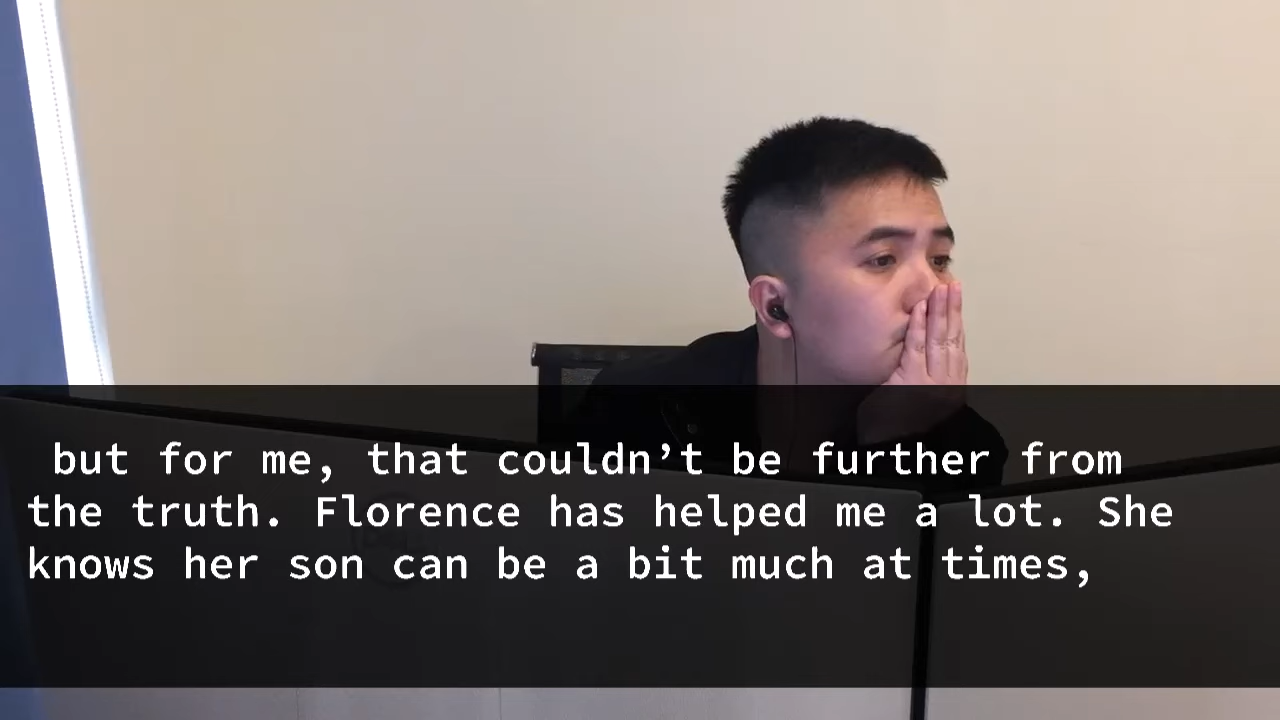 but for me, that couldn’t be further from
the truth. Florence has helped me a lot. She
knows her son can be a bit much at times,